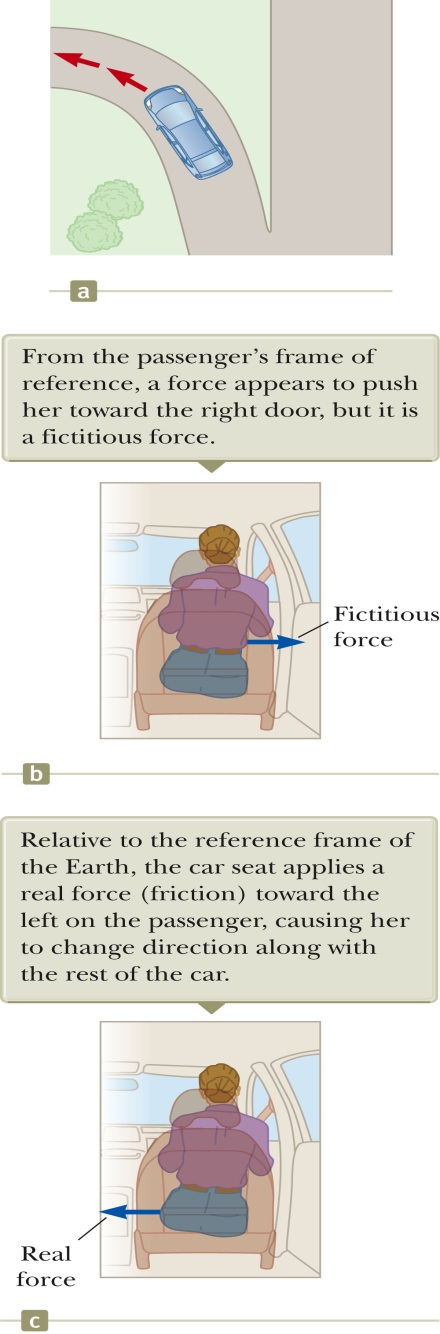 a
From the passenger’s frame of
reference, a force appears to push
her toward the right door, but it is
a fictitious force.
Fictitious
force
b
Relative to the reference frame of
the Earth, the car seat applies a
real force (friction) toward the
left on the passenger, causing her
to change direction along with
the rest of the car.
Real
force
c